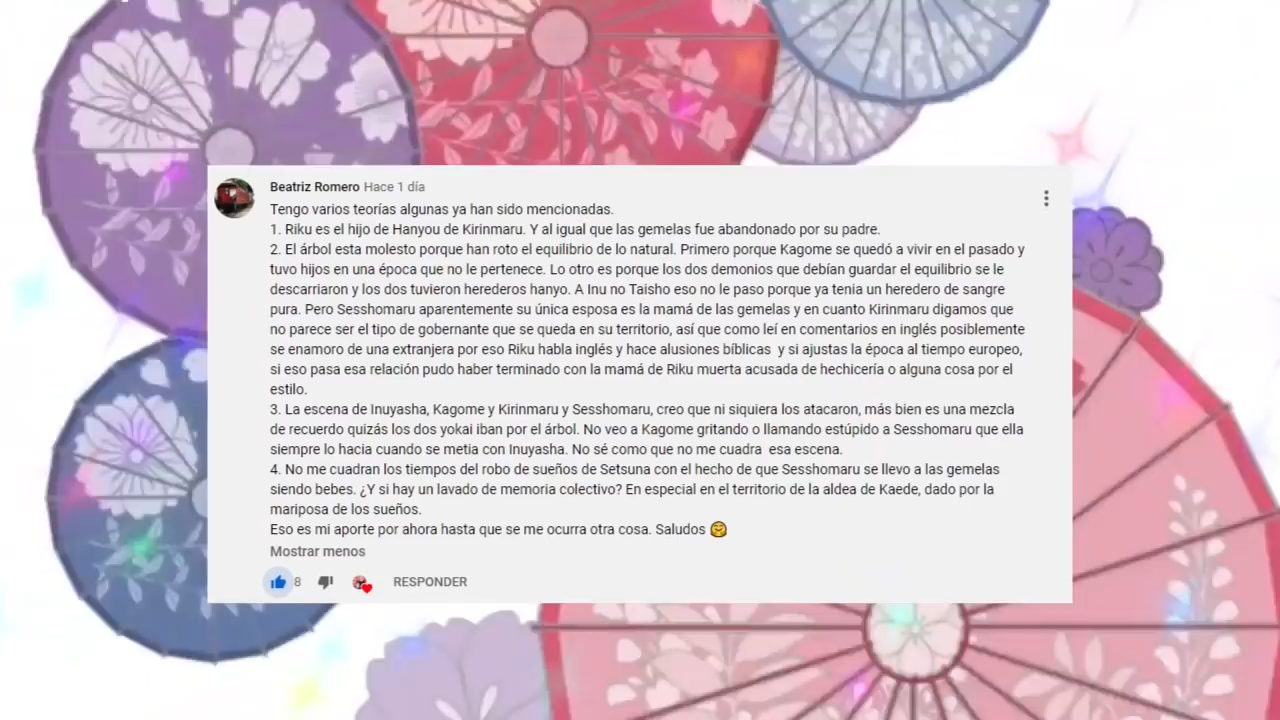 Beatriz Romero Hace 1 día
Tengo varios teorías algunas ya han sido mencionadas.
1. Riku es el hijo de Hanyou de Kirinmaru. Y al igual que las gemelas fue abandonado por su padre.
2. El árbol esta molesto porque han roto el equilibrio de lo natural. Primero porque Kagome se quedó a vivir en el pasado y
tuvo hijos en una época que no le pertenece. Lo otro es porque los dos demonios que debían guardar el equilibrio se le
descarriaron y los dos tuvieron herederos hanyo. A Inu no Taisho eso no le paso porque ya tenia un heredero de sangre
pura. Pero Sesshomaru aparentemente su única esposa es la mamá de las gemelas y en cuanto Kirinmaru digamos que
no parece ser el tipo de gobernante que se queda en su territorio, así que como leí en comentarios en inglés posiblemente
se enamoro de una extranjera por eso Riku habla inglés y hace alusiones bíblicas y si ajustas la época al tiempo europeo,
si eso pasa esa relación pudo haber terminado con la mamá de Riku muerta acusada de hechicería o alguna cosa por el
estilo.
3. La escena de Inuyasha, Kagome y Kirinmaru y Sesshomaru, creo que ni siquiera los atacaron, más bien es una mezcla
de recuerdo quizás los dos yokai iban por el árbol. No veo a Kagome gritando o llamando estúpido a Sesshomaru que ella
siempre lo hacia cuando se metia con Inuyasha. No sé como que no me cuadra esa escena.
4. No me cuadran los tiempos del robo de sueños de Setsuna con el hecho de que Sesshomaru se llevo a las gemelas
siendo bebes. ¿Y si hay un lavado de memoria colectivo? En especial en el territorio de la aldea de Kaede, dado por la
mariposa de los sueños.
Eso es mi aporte por ahora hasta que se me ocurra otra cosa. Saludos 🤗
Mostrar menos
8 RESPONDER